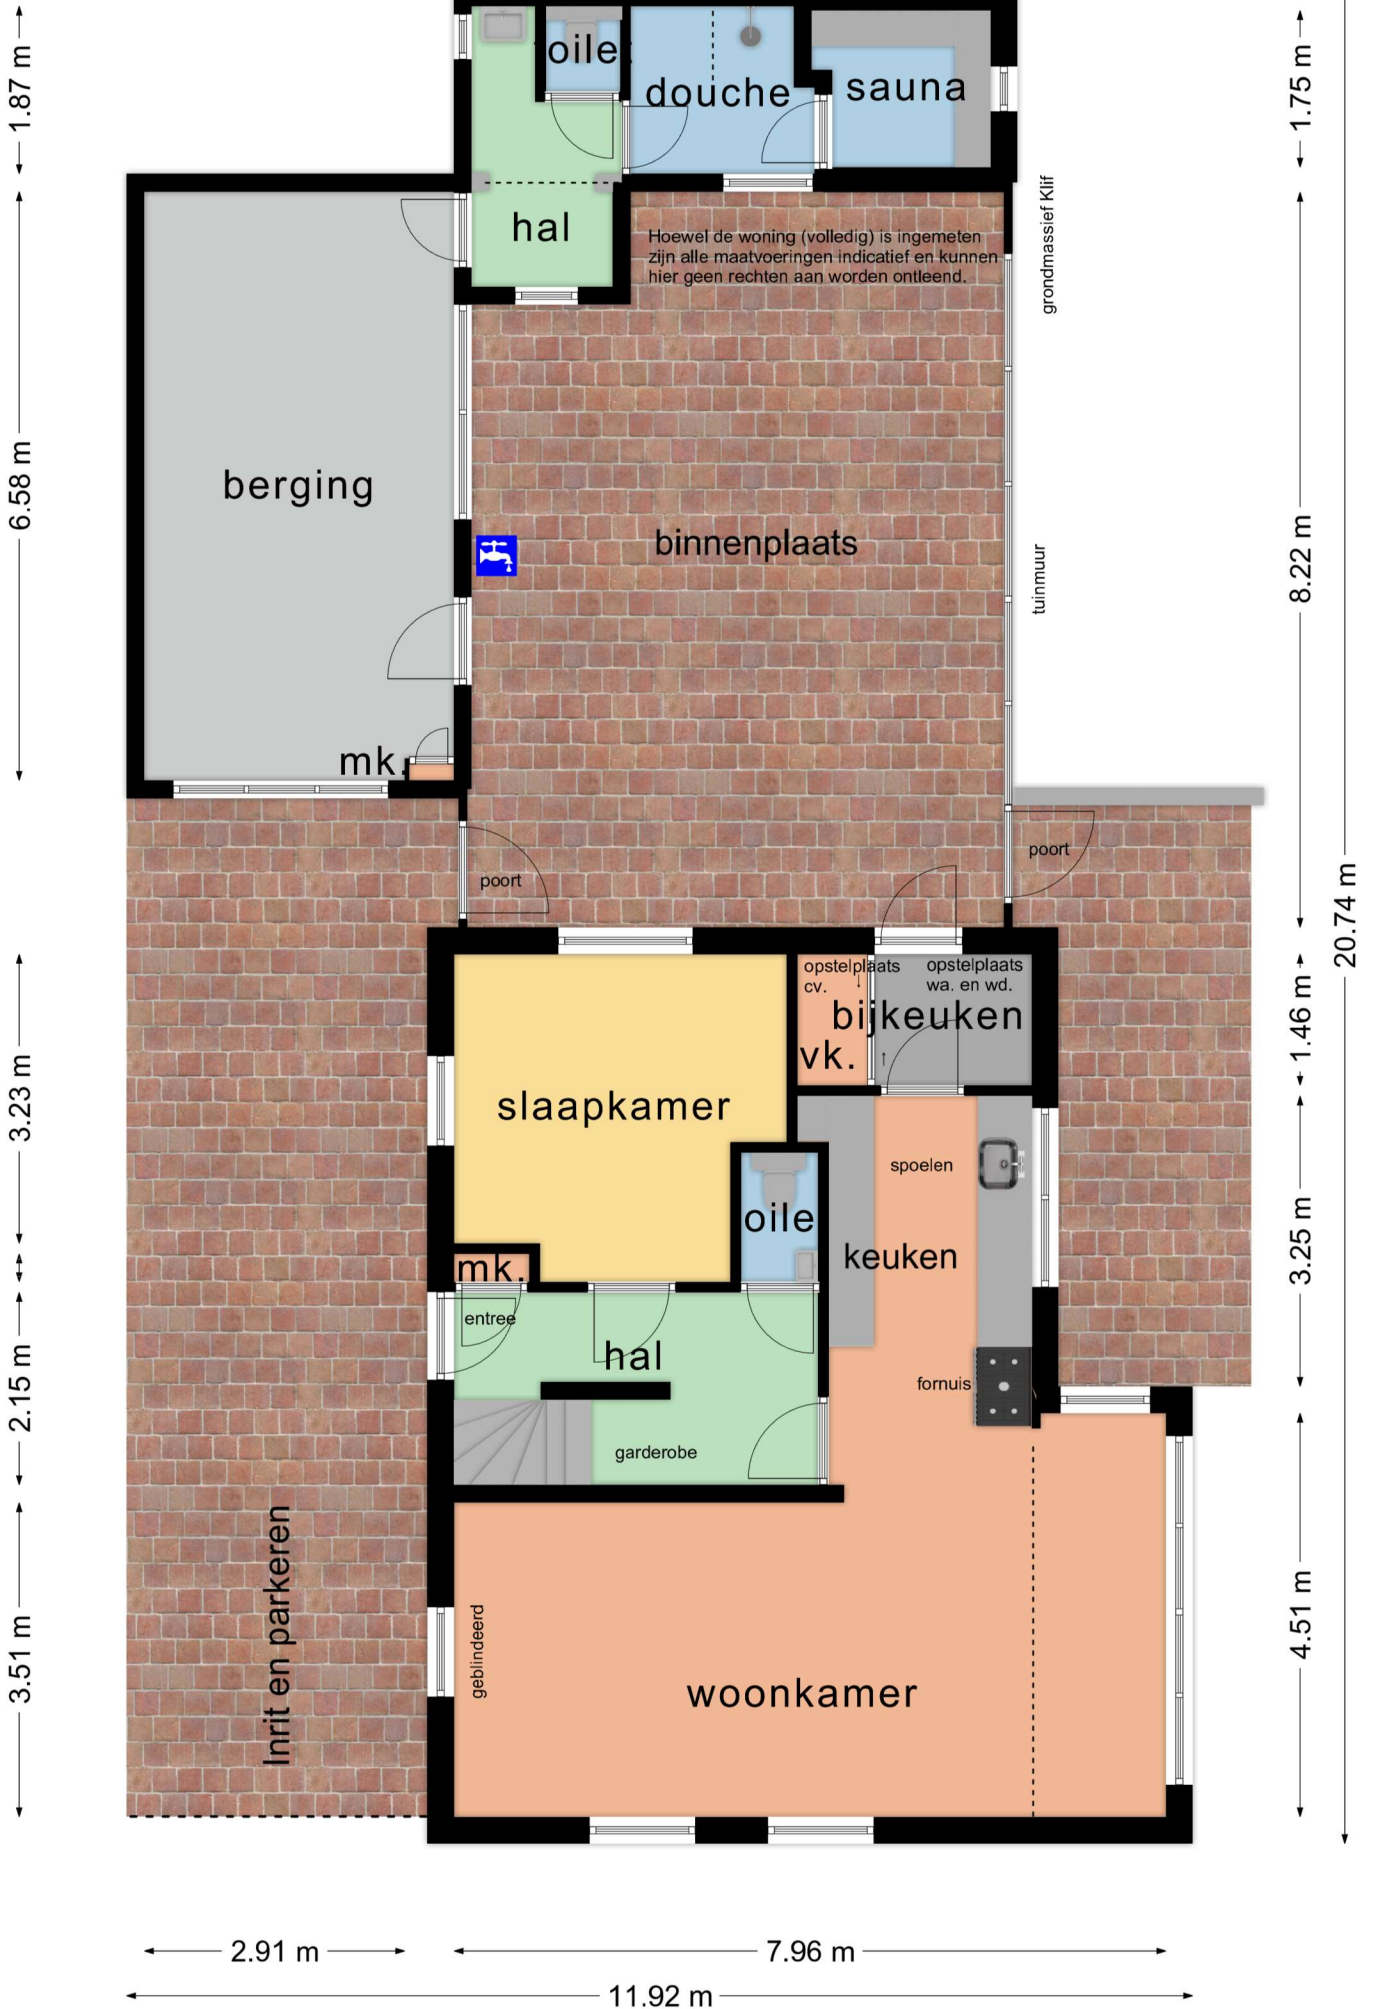 1.87 m
oile
douche
sauna
1.75 m
hal
Hoewel de woning (volledig) is ingemeten
zijn alle maatvoeringen indicatief en kunnen
hier geen rechten aan worden ontleend.
grondmassief Klif
6.58 m
berging
binnenplaats
tuinmuur
8.22 m
mk.
poort
poort
20.74 m
opstelplaats
cv.
opstelplaats
wa. en wd.
bijkeuken
vk.
1.46 m
3.23 m
slaapkamer
spoelen
oile
keuken
3.25 m
mk.
entree
hal
2.15 m
fornuis
garderobe
Inrit en parkeren
geblindeerd
woonkamer
3.51 m
4.51 m
2.91 m
7.96 m
11.92 m